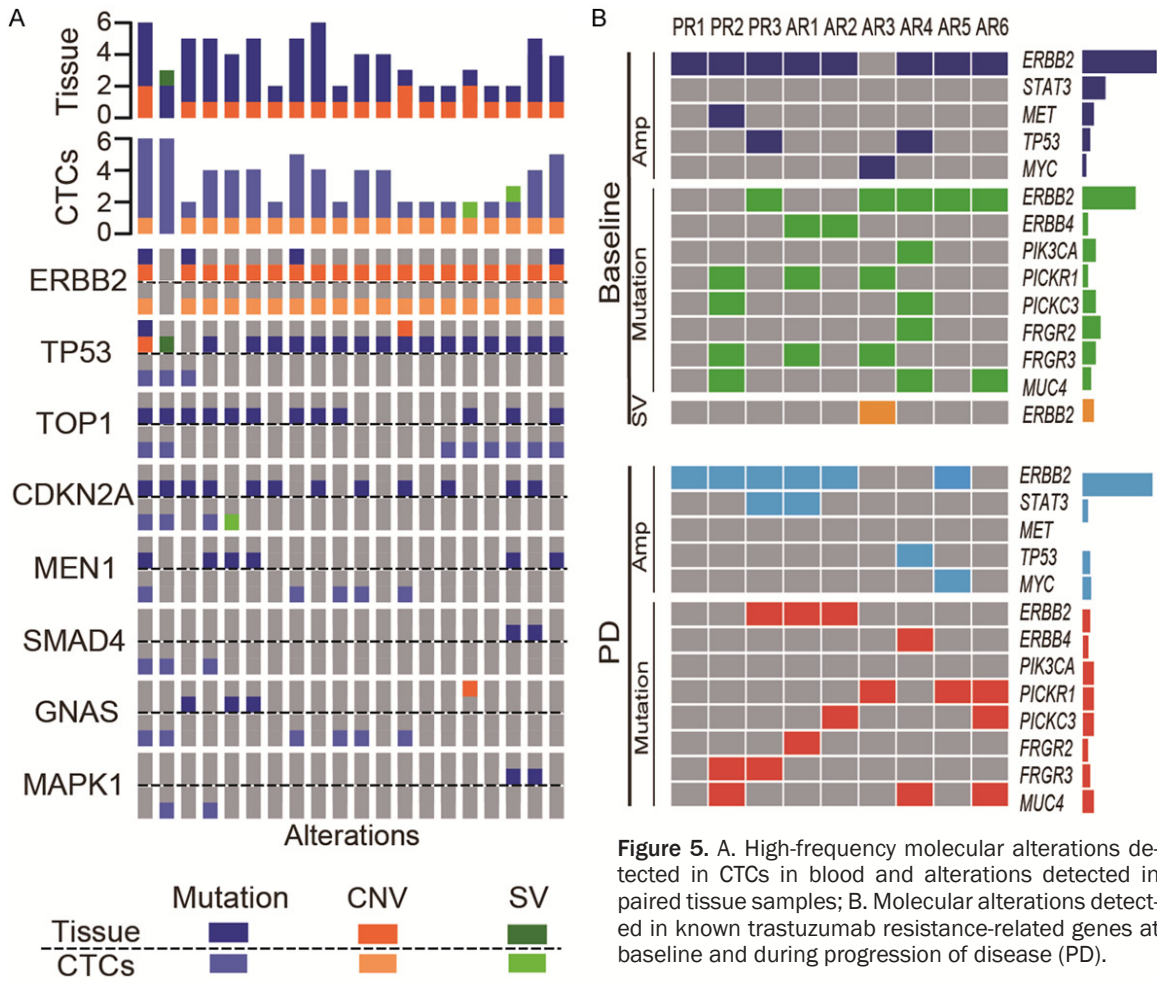 A
Tissue
6
4
2
0
CTCs
6
4
2
0
ERBB2
TP53
TOP1
CDKN2A
MEN1
SMAD4
GNAS
MAPK1
Alterations
Mutation CNV SV
Tissue
CTCs
B
PR1 PR2 PR3 AR1 AR2 AR3 AR4 AR5 AR6
Baseline
Amp
ERBB2
STAT3
MET
TP53
MYC
Mutation
ERBB2
ERBB4
PIK3CA
PICKR1
PICKC3
FRGR2
FRGR3
MUC4
SV
ERBB2
PD
Amp
ERBB2
STAT3
MET
TP53
MYC
Mutation
ERBB2
ERBB4
PIK3CA
PICKR1
PICKC3
FRGR2
FRGR3
MUC4
Figure 5. A. High-frequency molecular alterations de-
tected in CTCs in blood and alterations detected in
paired tissue samples; B. Molecular alterations detect-
ed in known trastuzumab resistance-related genes at
baseline and during progression of disease (PD).